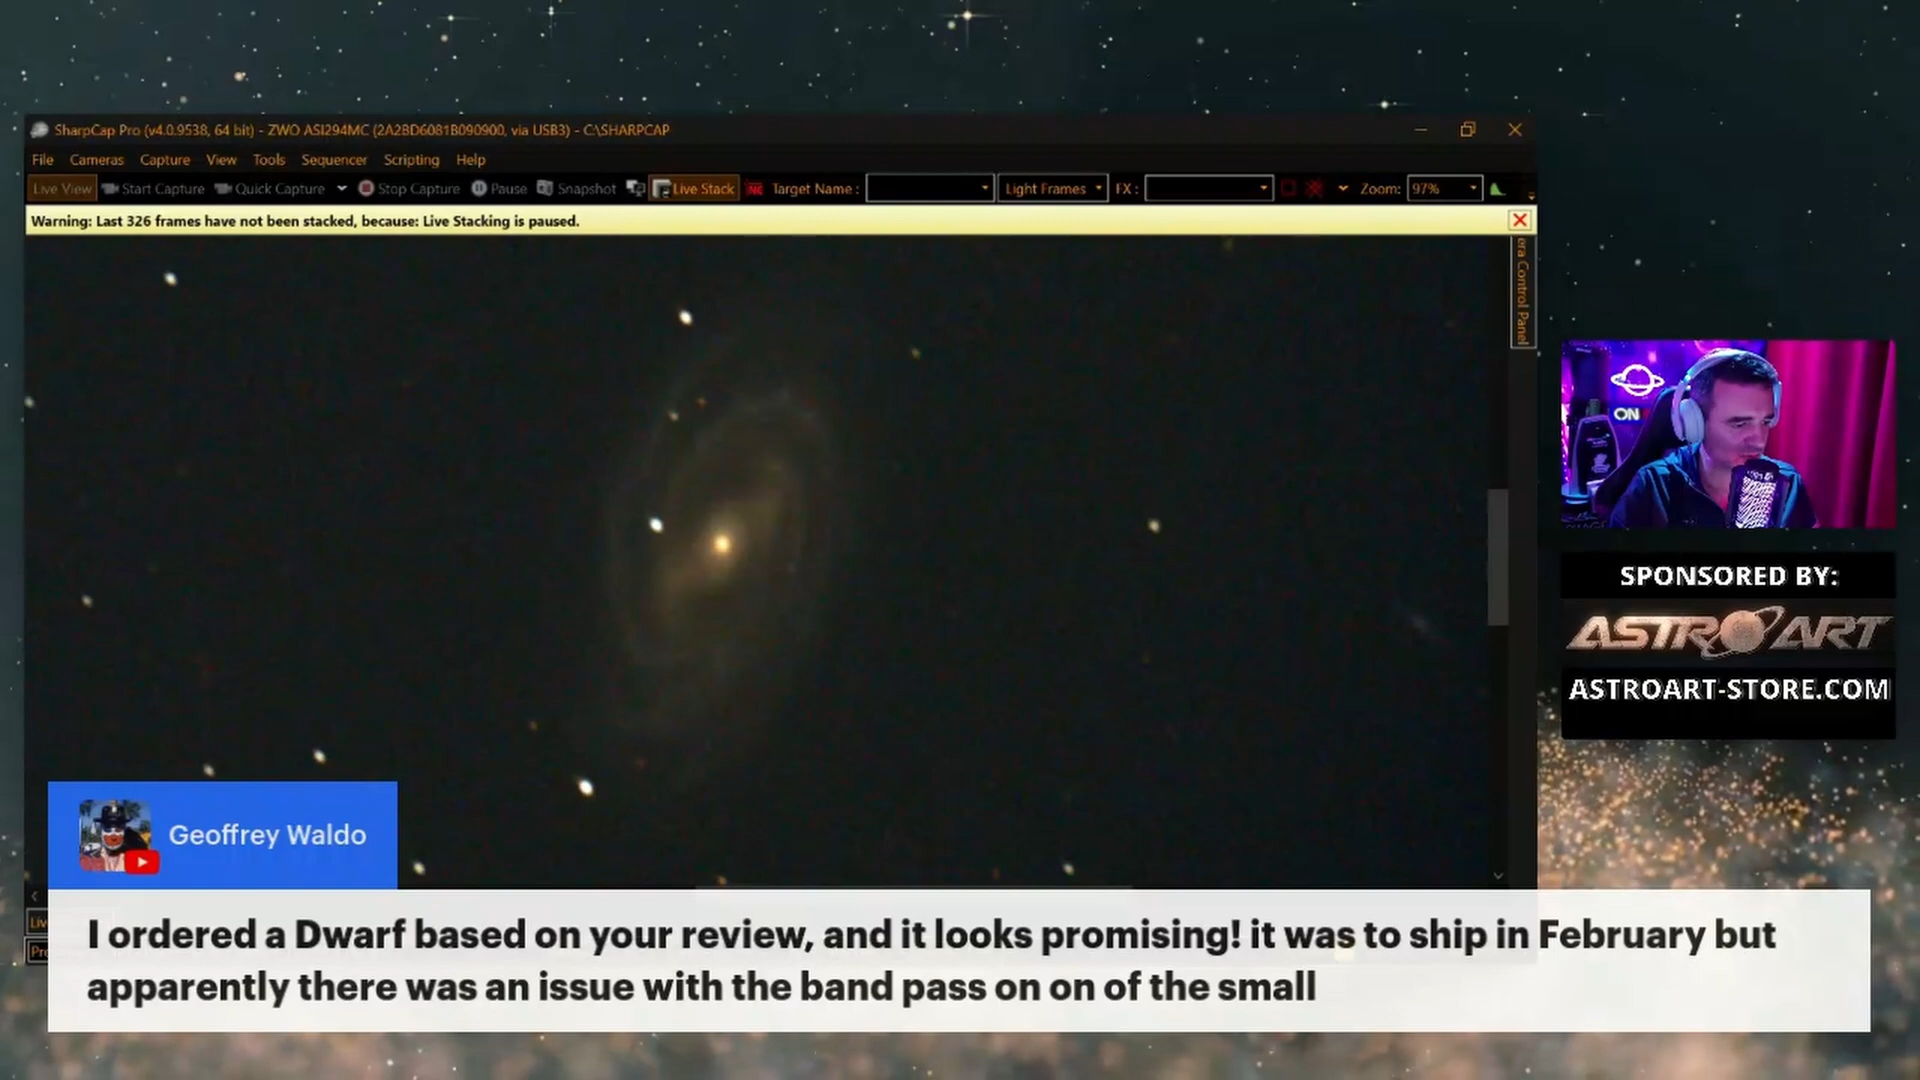 SharpCap Pro (v4.0.9538, 64 bit) - ZWO ASI294MC (2A2BD6081B090900, via USB3) - C:\SHARPCAP
File Cameras Capture View Tools Sequencer Scripting Help
Live View Start Capture Quick Capture Stop Capture Pause Snapshot Live Stack Target Name : Light Frames FX : Zoom: 97%
Warning: Last 326 frames have not been stacked, because: Live Stacking is paused.
era Control Panel
ON
SPONSORED BY:
ASTROART
ASTROART-STORE.COM
Geoffrey Waldo
Liv
Pro
I ordered a Dwarf based on your review, and it looks promising! it was to ship in February but
apparently there was an issue with the band pass on on of the small